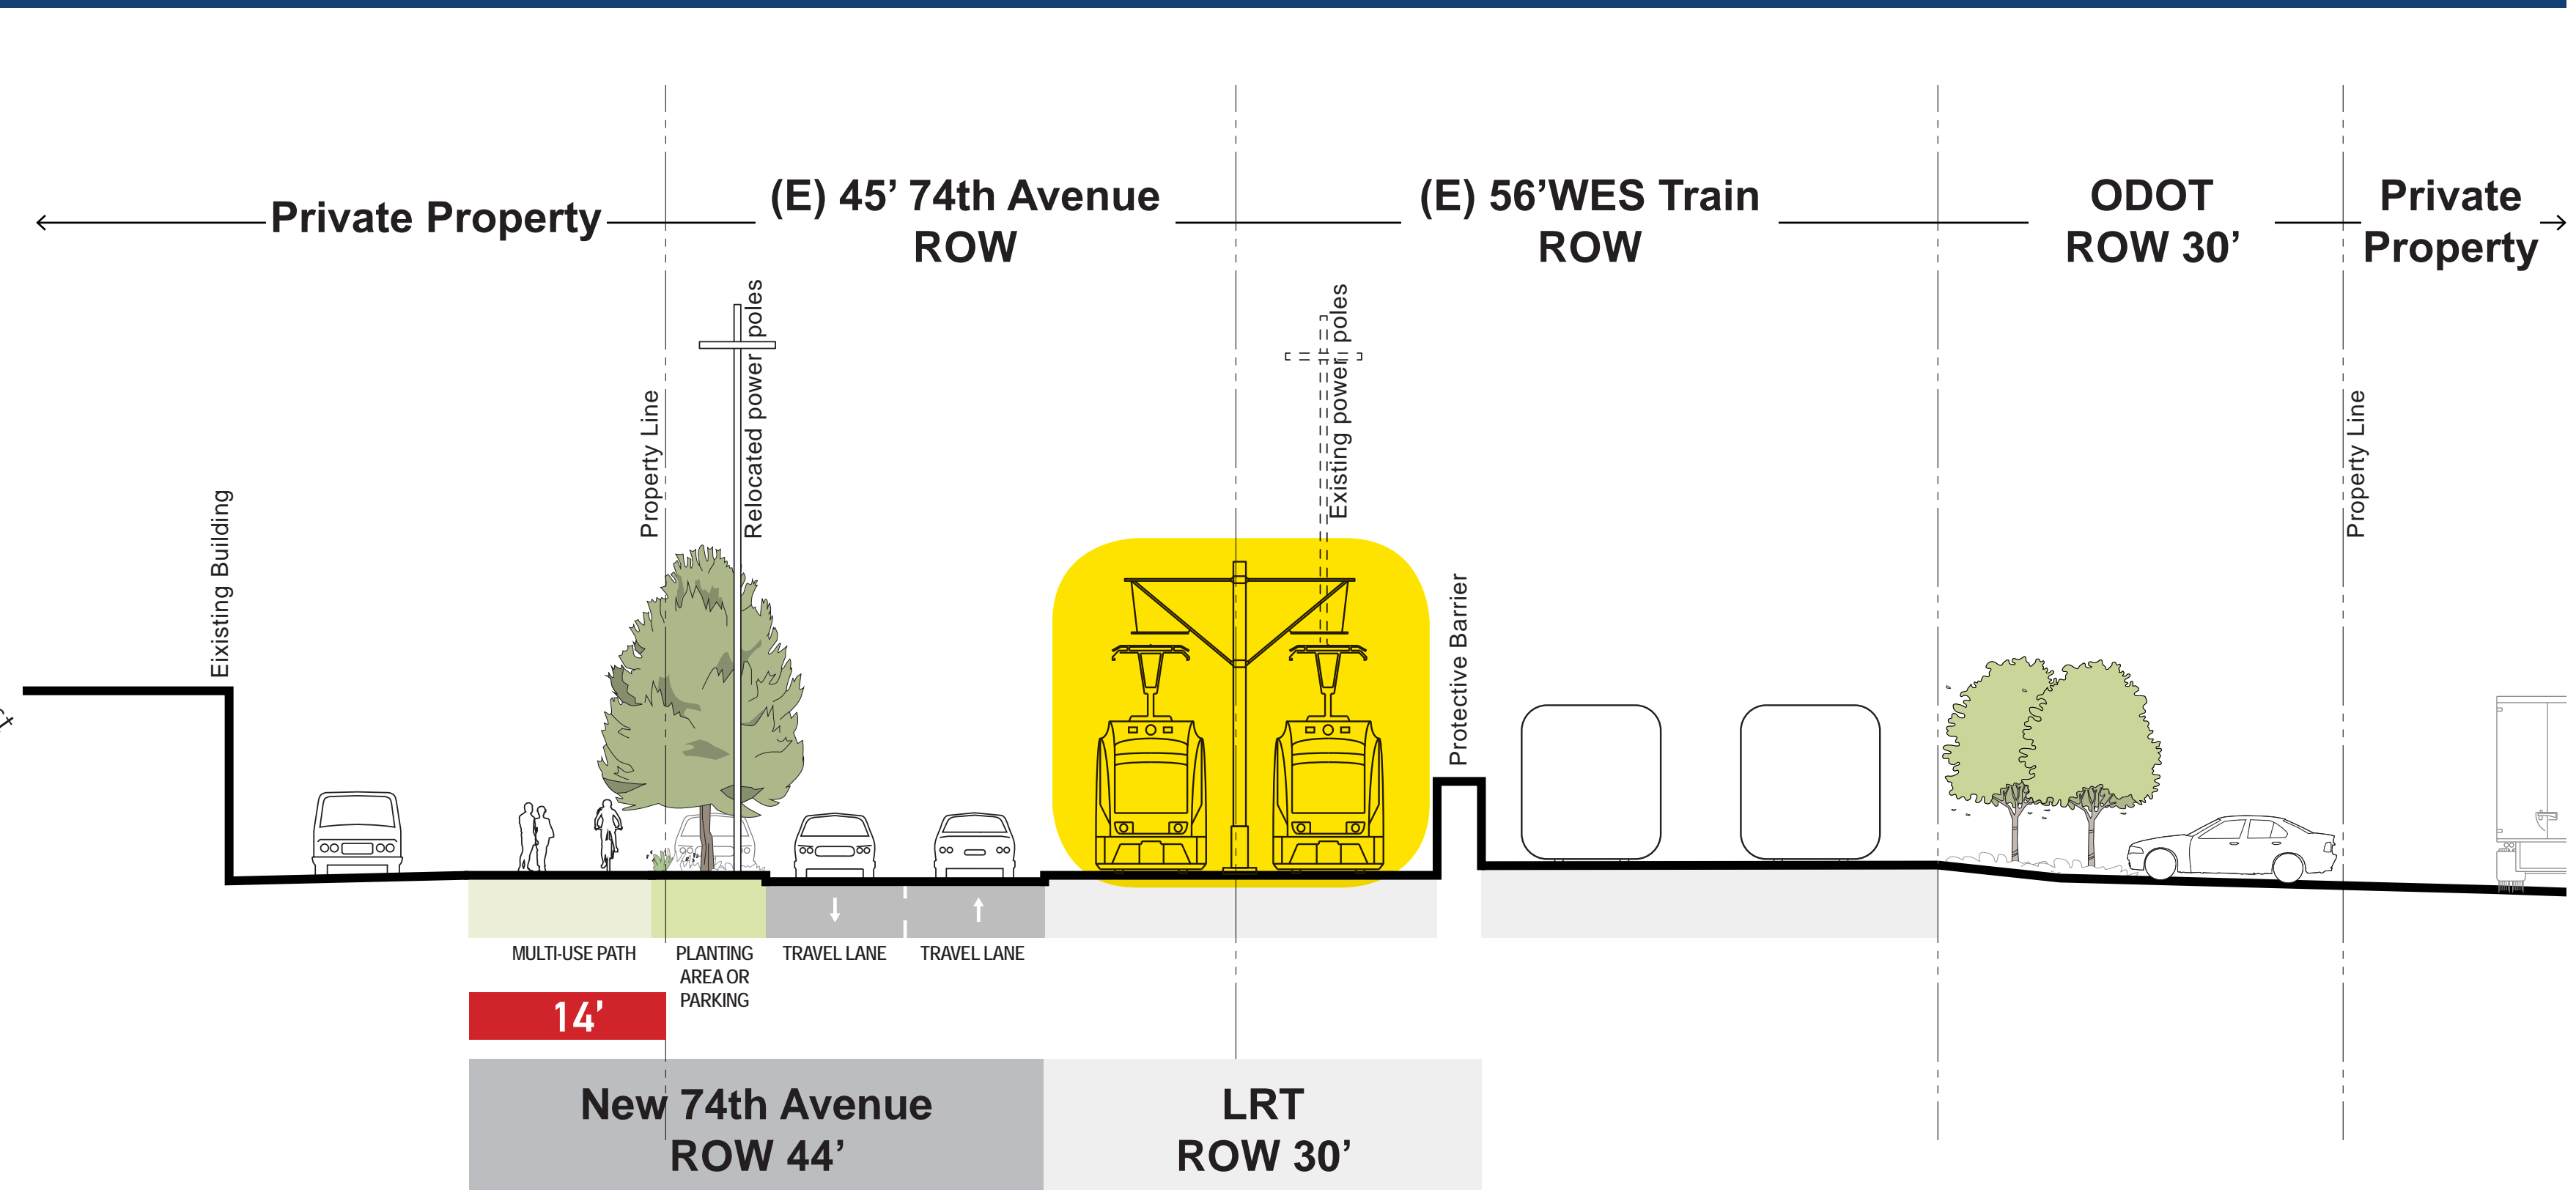 Private Property
(E) 45’ 74th Avenue
ROW
(E) 56’WES Train
ROW
ODOT
ROW 30’
Private
Property
Eixisting Building
Property Line
Relocated power poles
Existing power poles
Protective Barrier
Property Line
MULTI-USE PATH
PLANTING
AREA OR
PARKING
TRAVEL LANE
TRAVEL LANE
14’
New 74th Avenue
ROW 44’
LRT
ROW 30’